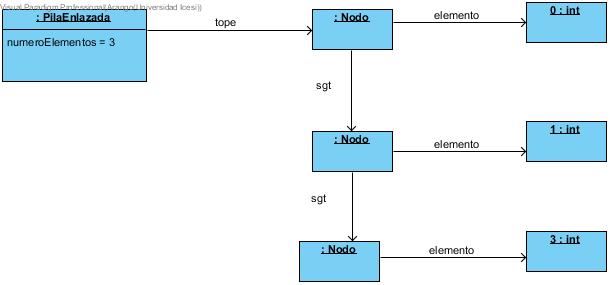 Visual Paradigm Professional(Arango(Universidad Icesi))
: PilaEnlazada
numeroElementos = 3
tope
: Nodo
elemento
0 : int
sgt
: Nodo
elemento
1 : int
sgt
: Nodo
elemento
3 : int